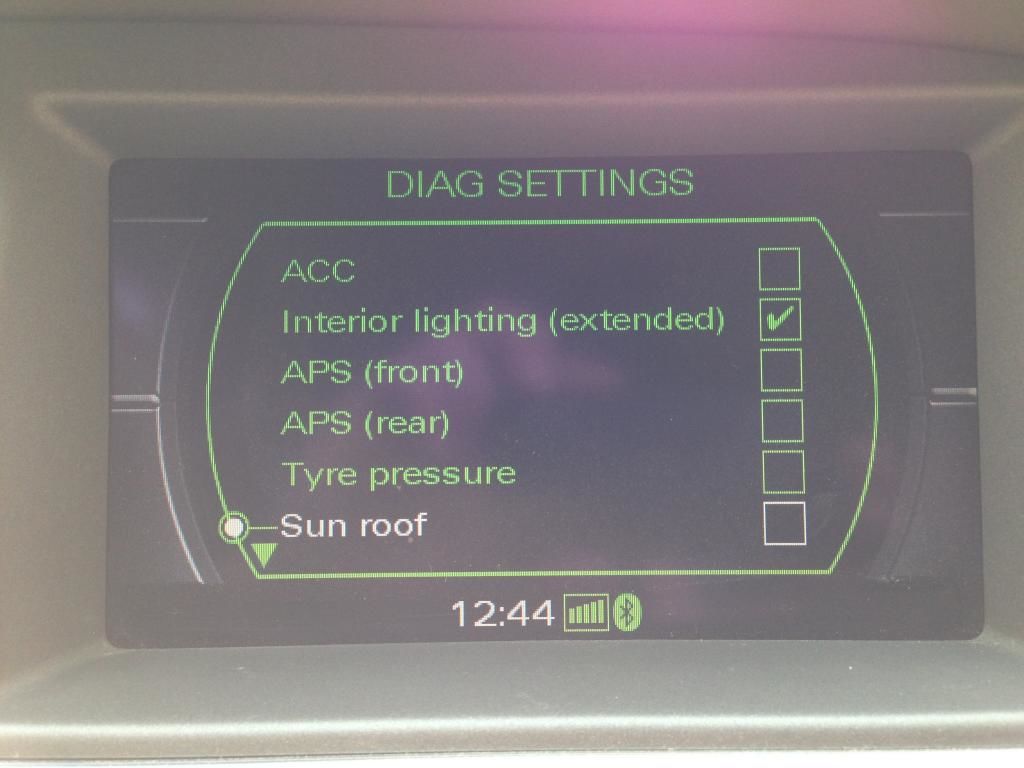 DIAG SETTINGS
ACC
Interior lighting (extended)
APS (front)
APS (rear)
Tyre pressure
Sun roof
12:44